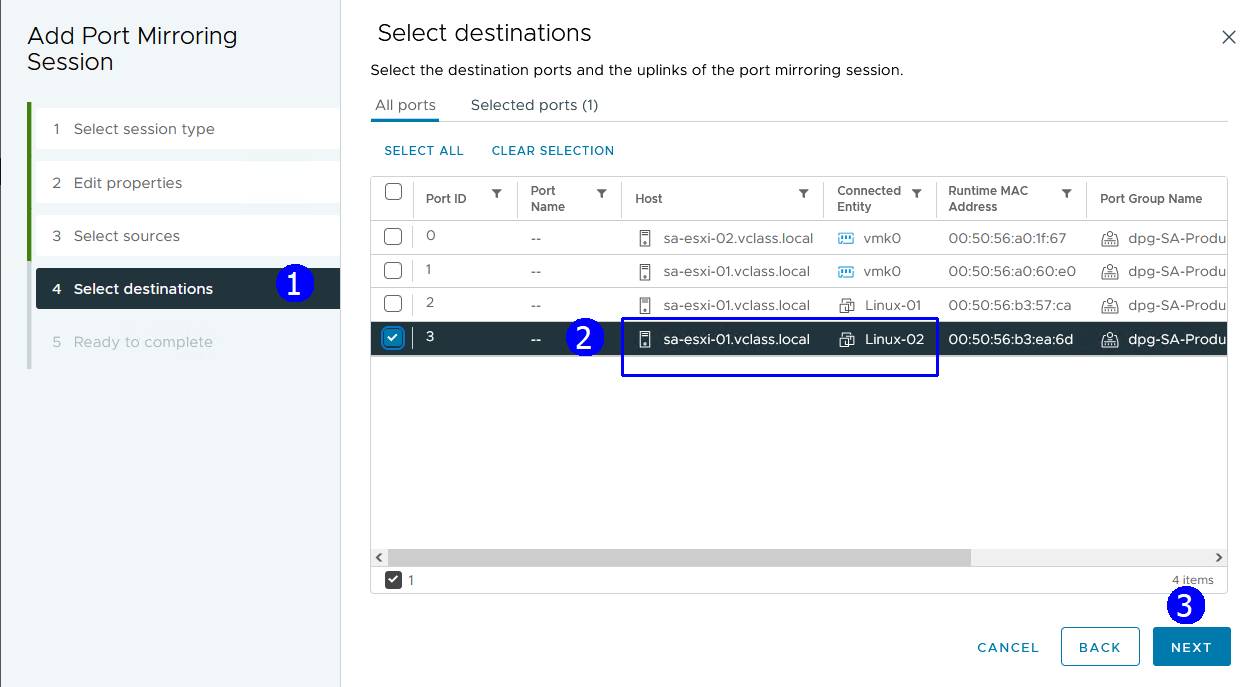 Add Port Mirroring
Session
1 Select session type
2 Edit properties
3 Select sources
4 Select destinations
1
5 Ready to complete
Select destinations
Select the destination ports and the uplinks of the port mirroring session.
All ports Selected ports (1)
SELECT ALL CLEAR SELECTION
Port ID Port Name Host Connected Entity Runtime MAC Address Port Group Name
0 -- sa-esxi-02.vclass.local vmk0 00:50:56:a0:1f:67 dpg-SA-Produ
1 -- sa-esxi-01.vclass.local vmk0 00:50:56:a0:60:e0 dpg-SA-Produ
2 -- sa-esxi-01.vclass.local Linux-01 00:50:56:b3:57:ca dpg-SA-Produ
3 -- 2 sa-esxi-01.vclass.local Linux-02 00:50:56:b3:ea:6d dpg-SA-Produ
1 4 items
3
CANCEL BACK NEXT